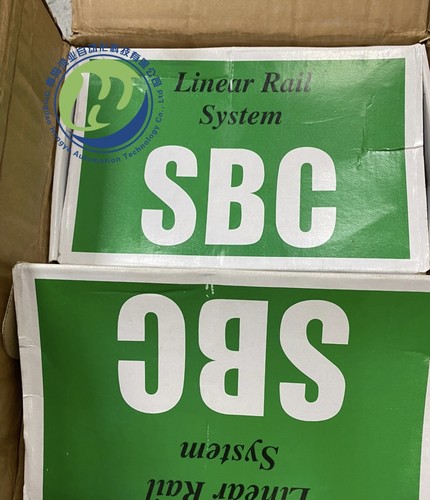 Linear Rail
System
SBC
SBC
System
Linear Rail